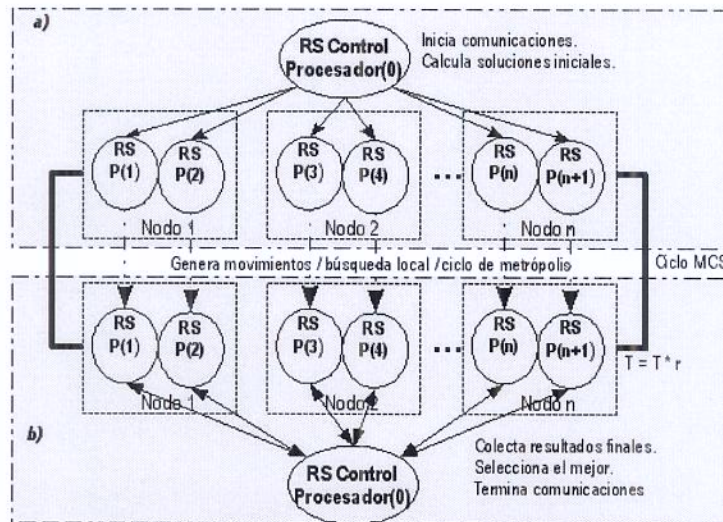 a)
RS Control
Procesador(0)
Inicia comunicaciones.
Calcula soluciones iniciales.
RS
P(1)
RS
P(2)
RS
P(3)
RS
P(4)
...
RS
P(n)
RS
P(n+1)
Nodo 1
Nodo 2
Nodo n
Genera movimientos / búsqueda local / ciclo de metrópolis
Ciclo MCS
RS
P(1)
RS
P(2)
RS
P(3)
RS
P(4)
...
RS
P(n)
RS
P(n+1)
T = T * r
Nodo 1
Nodo 2
Nodo n
b)
RS Control
Procesador(0)
Colecta resultados finales.
Selecciona el mejor.
Termina comunicaciones